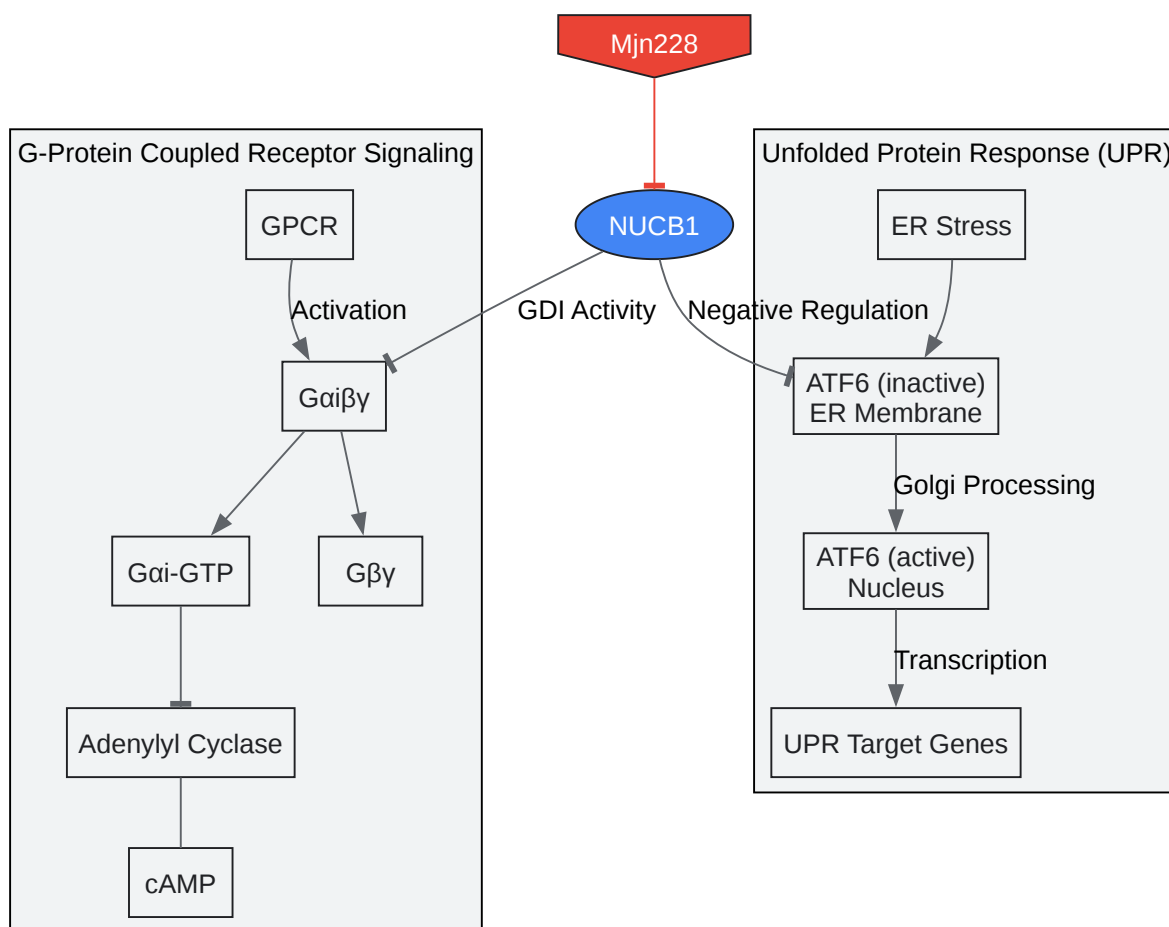 Mjn228
G-Protein Coupled Receptor Signaling
Unfolded Protein Response (UPR)
GPCR
NUCB1
ER Stress
Activation
GDI Activity
Negative Regulation
Gαiβγ
ATF6 (inactive)
ER Membrane
Golgi Processing
Gαi-GTP
Gβγ
ATF6 (active)
Nucleus
Transcription
Adenylyl Cyclase
UPR Target Genes
cAMP